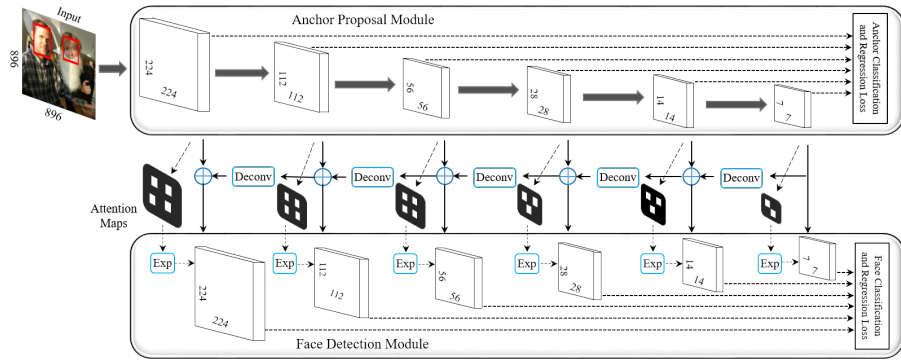 Input
896
896
Anchor Proposal Module
224
224
112
112
56
56
28
28
14
14
7
7
Anchor Classification
and Regression Loss
Deconv
Deconv
Deconv
Deconv
Deconv
Attention
Maps
Exp
Exp
Exp
Exp
Exp
Exp
224
224
112
112
56
56
28
28
14
14
7
7
Face Classification
and Regression Loss
Face Detection Module